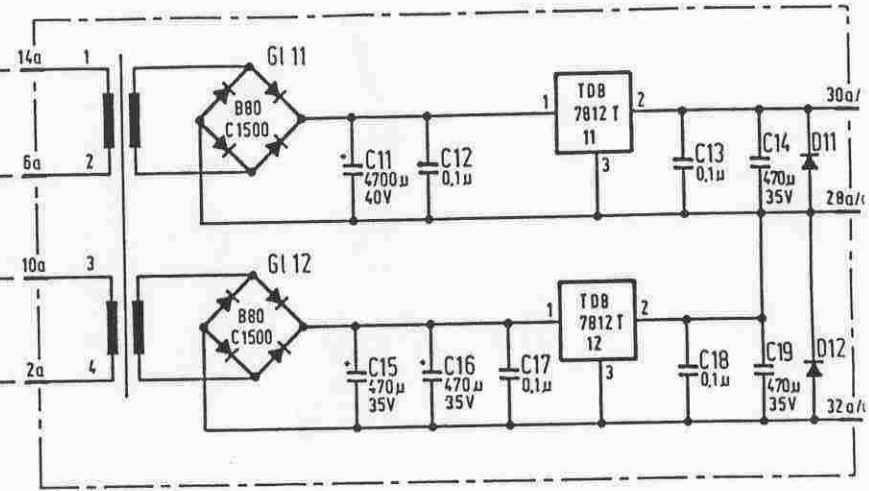 14a
1
Gl 11
B80
C1500
6a
2
1
TDB
7812 T
11
2
3
30a/
C11
4700µ
40V
C12
0,1µ
C13
0,1µ
C14
470µ
35V
D11
28a/
10a
3
Gl 12
B80
C1500
2a
4
1
TDB
7812 T
12
2
3
C15
470µ
35V
C16
470µ
35V
C17
0,1µ
C18
0,1µ
C19
470µ
35V
D12
32a/